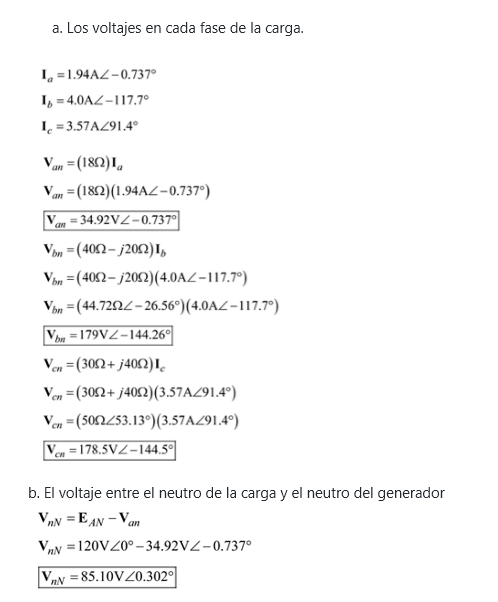 a. Los voltajes en cada fase de la carga.
Iₐ = 1.94A∠−0.737°
I_b = 4.0A∠−117.7°
I_c = 3.57A∠91.4°
V_an = (18Ω)Iₐ
V_an = (18Ω)(1.94A∠−0.737°)
V_an = 34.92V∠−0.737°
V_bn = (40Ω − j20Ω)I_b
V_bn = (40Ω − j20Ω)(4.0A∠−117.7°)
V_bn = (44.72Ω∠−26.56°)(4.0A∠−117.7°)
V_bn = 179V∠−144.26°
V_cn = (30Ω + j40Ω)I_c
V_cn = (30Ω + j40Ω)(3.57A∠91.4°)
V_cn = (50Ω∠53.13°)(3.57A∠91.4°)
V_cn = 178.5V∠−144.5°
b. El voltaje entre el neutro de la carga y el neutro del generador
V_nN = E_AN − V_an
V_nN = 120V∠0° − 34.92V∠−0.737°
V_nN = 85.10V∠0.302°